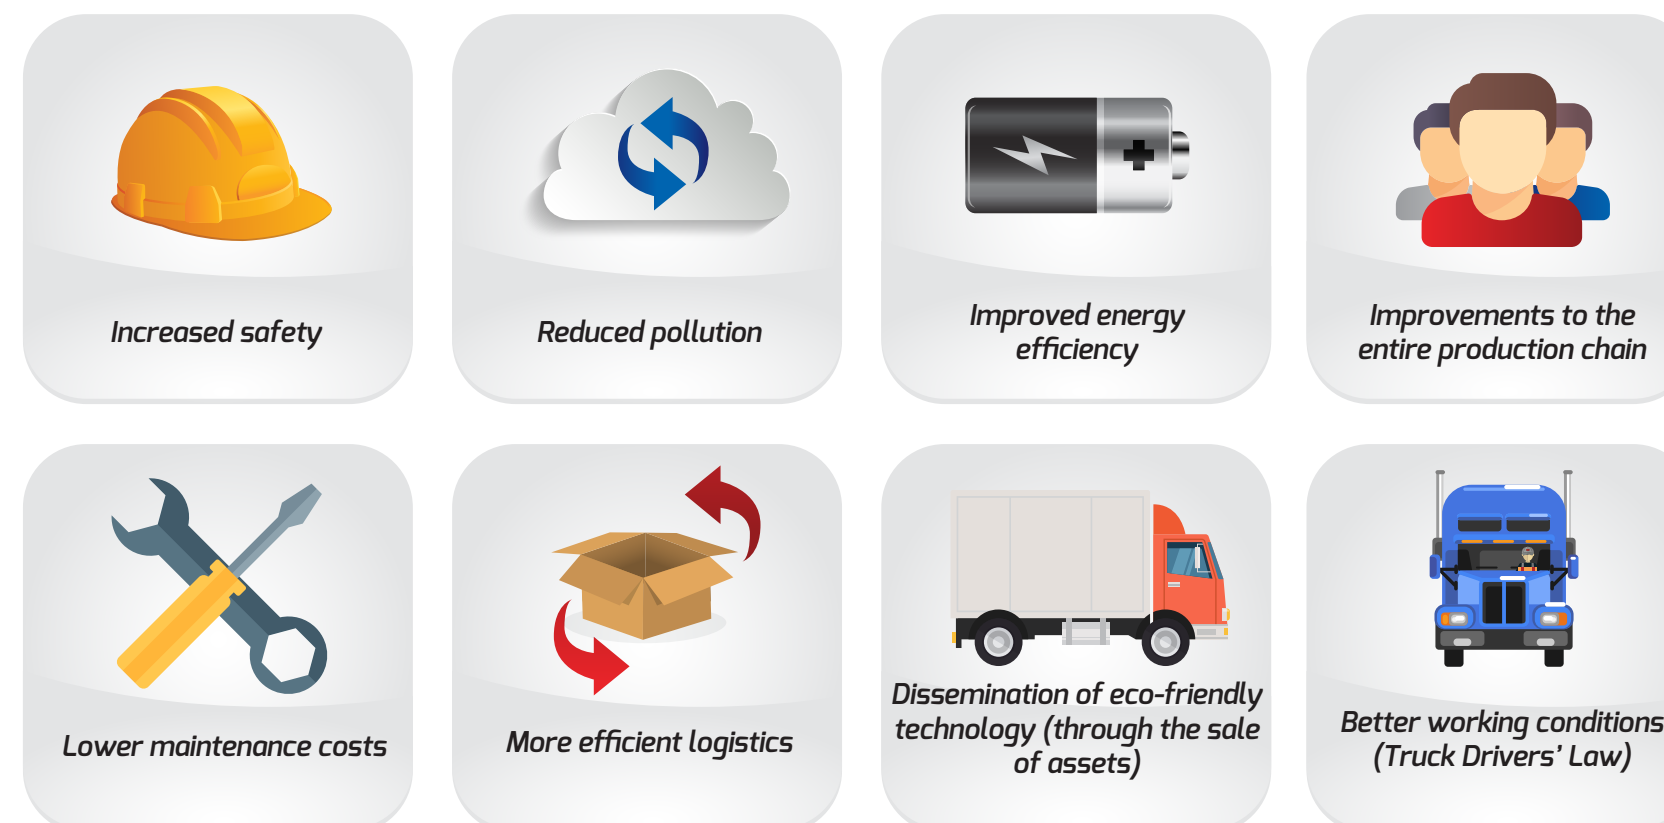 Increased safety
Reduced pollution
Improved energy
efficiency
Improvements to the
entire production chain
Lower maintenance costs
More efficient logistics
Dissemination of eco-friendly
technology (through the sale
of assets)
Better working conditions
(Truck Drivers’ Law)